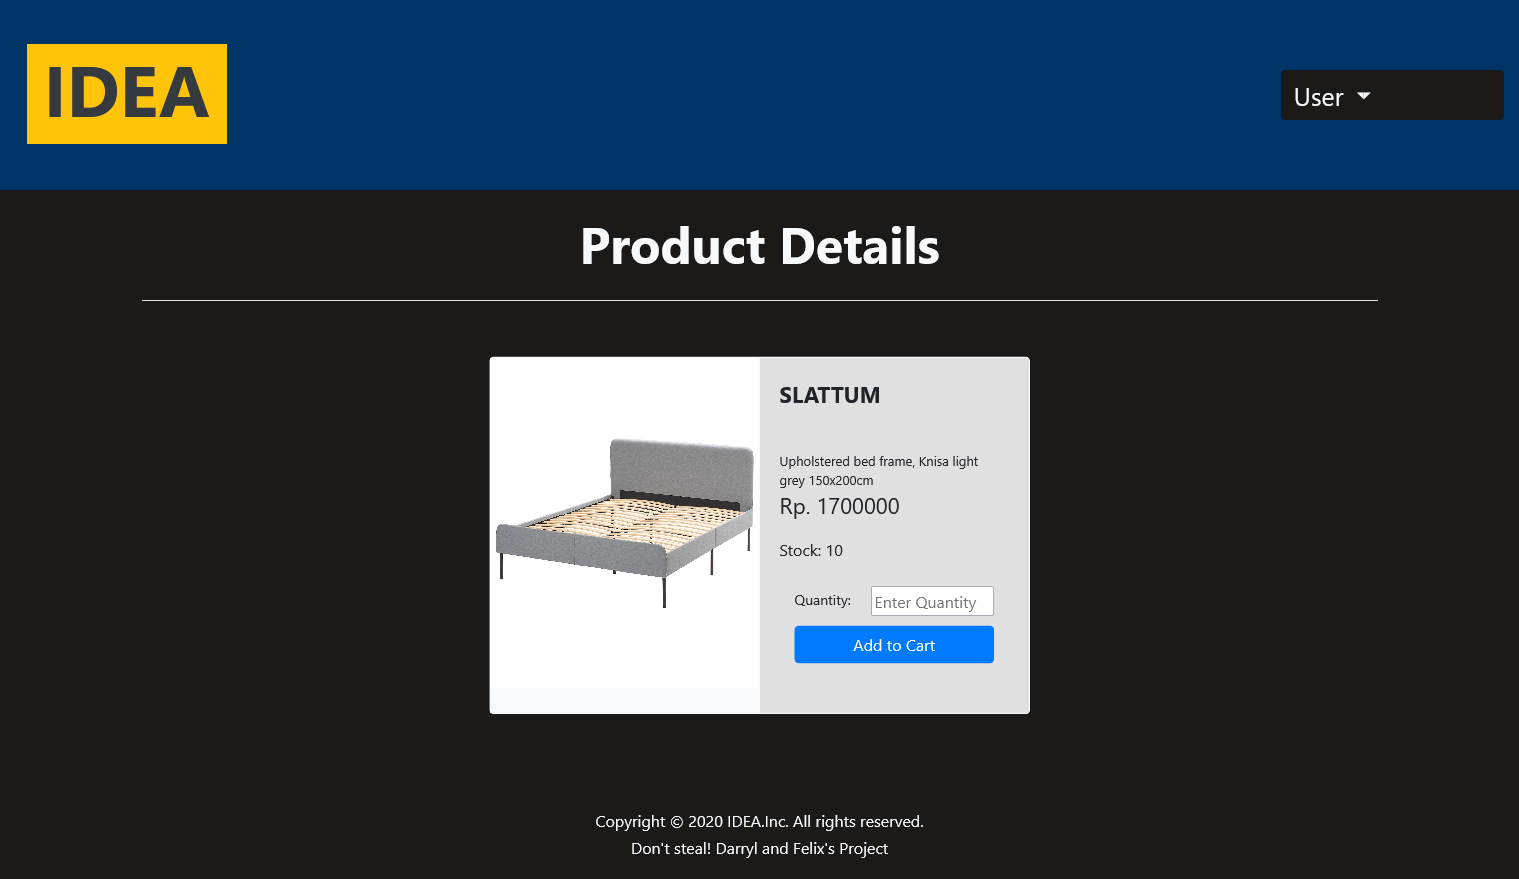 IDEA
User
Product Details
SLATTUM
Upholstered bed frame, Knisa light
grey 150x200cm
Rp. 1700000
Stock: 10
Quantity:
Enter Quantity
Add to Cart
Copyright © 2020 IDEA.Inc. All rights reserved.
Don't steal! Darryl and Felix's Project